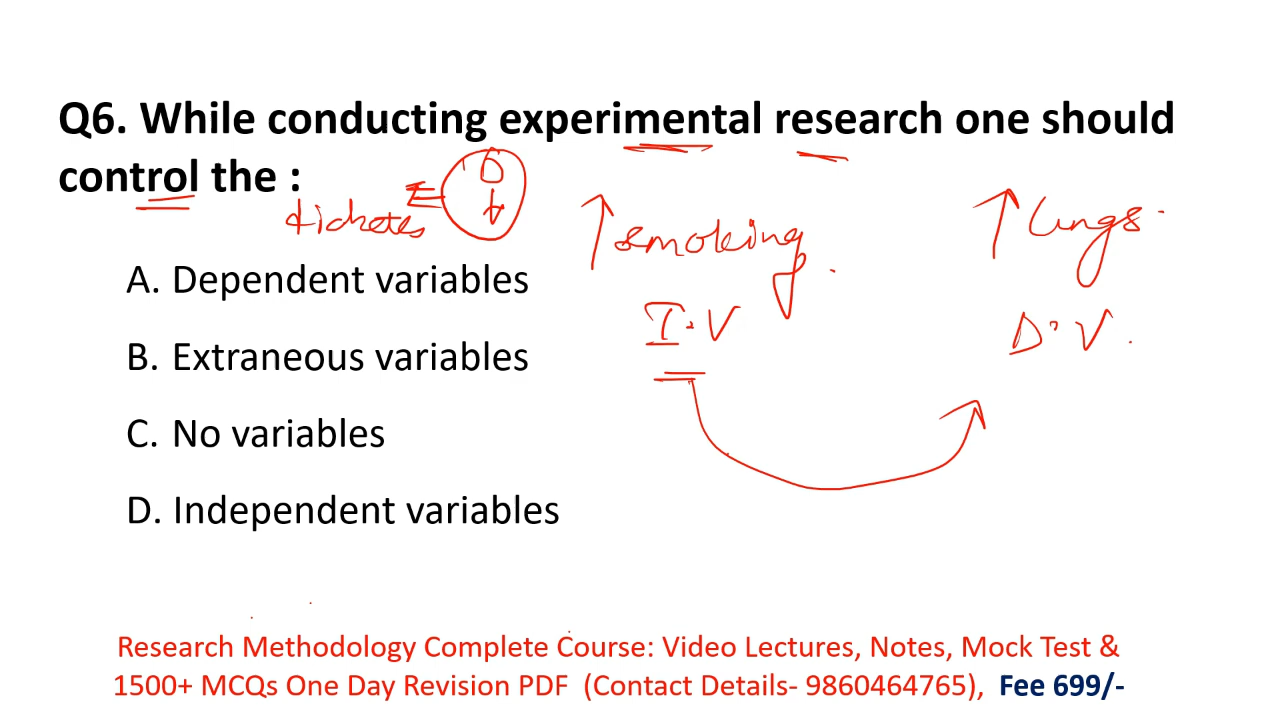 Q6. While conducting experimental research one should
control the :
diabetes
smoking
lungs.
A. Dependent variables
I.V
D.V.
B. Extraneous variables
C. No variables
D. Independent variables
Research Methodology Complete Course: Video Lectures, Notes, Mock Test &
1500+ MCQs One Day Revision PDF (Contact Details- 9860464765), Fee 699/-